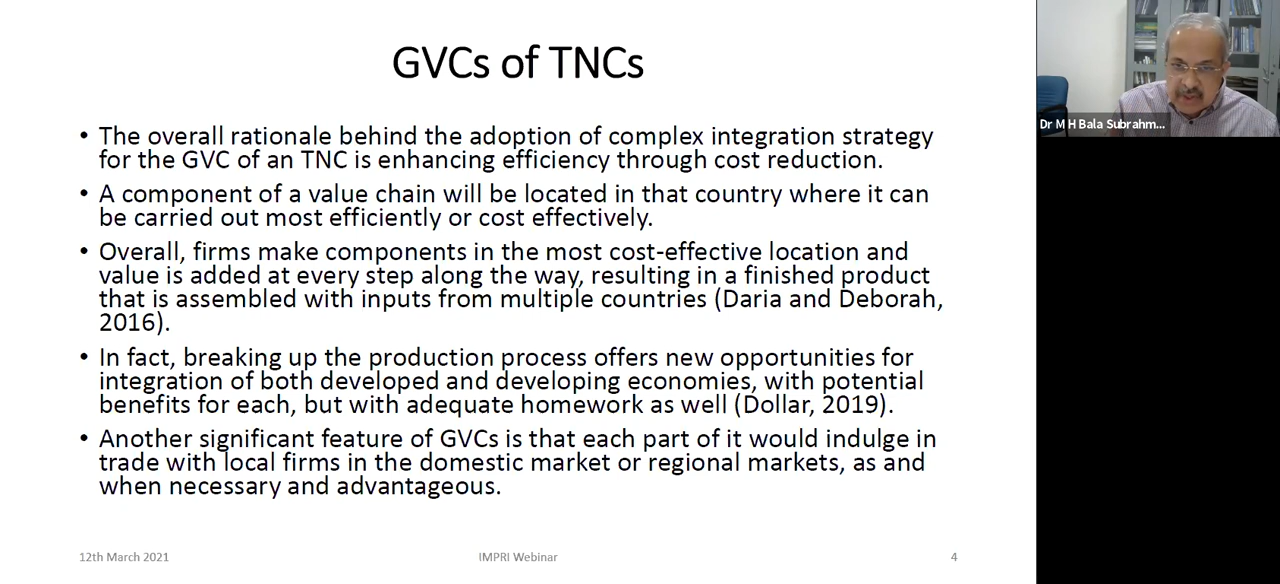 GVCs of TNCs
• The overall rationale behind the adoption of complex integration strategy
for the GVC of an TNC is enhancing efficiency through cost reduction.
• A component of a value chain will be located in that country where it can
be carried out most efficiently or cost effectively.
• Overall, firms make components in the most cost-effective location and
value is added at every step along the way, resulting in a finished product
that is assembled with inputs from multiple countries (Daria and Deborah,
2016).
• In fact, breaking up the production process offers new opportunities for
integration of both developed and developing economies, with potential
benefits for each, but with adequate homework as well (Dollar, 2019).
• Another significant feature of GVCs is that each part of it would indulge in
trade with local firms in the domestic market or regional markets, as and
when necessary and advantageous.
12th March 2021
IMPRI Webinar
4
Dr M H Bala Subrahm...